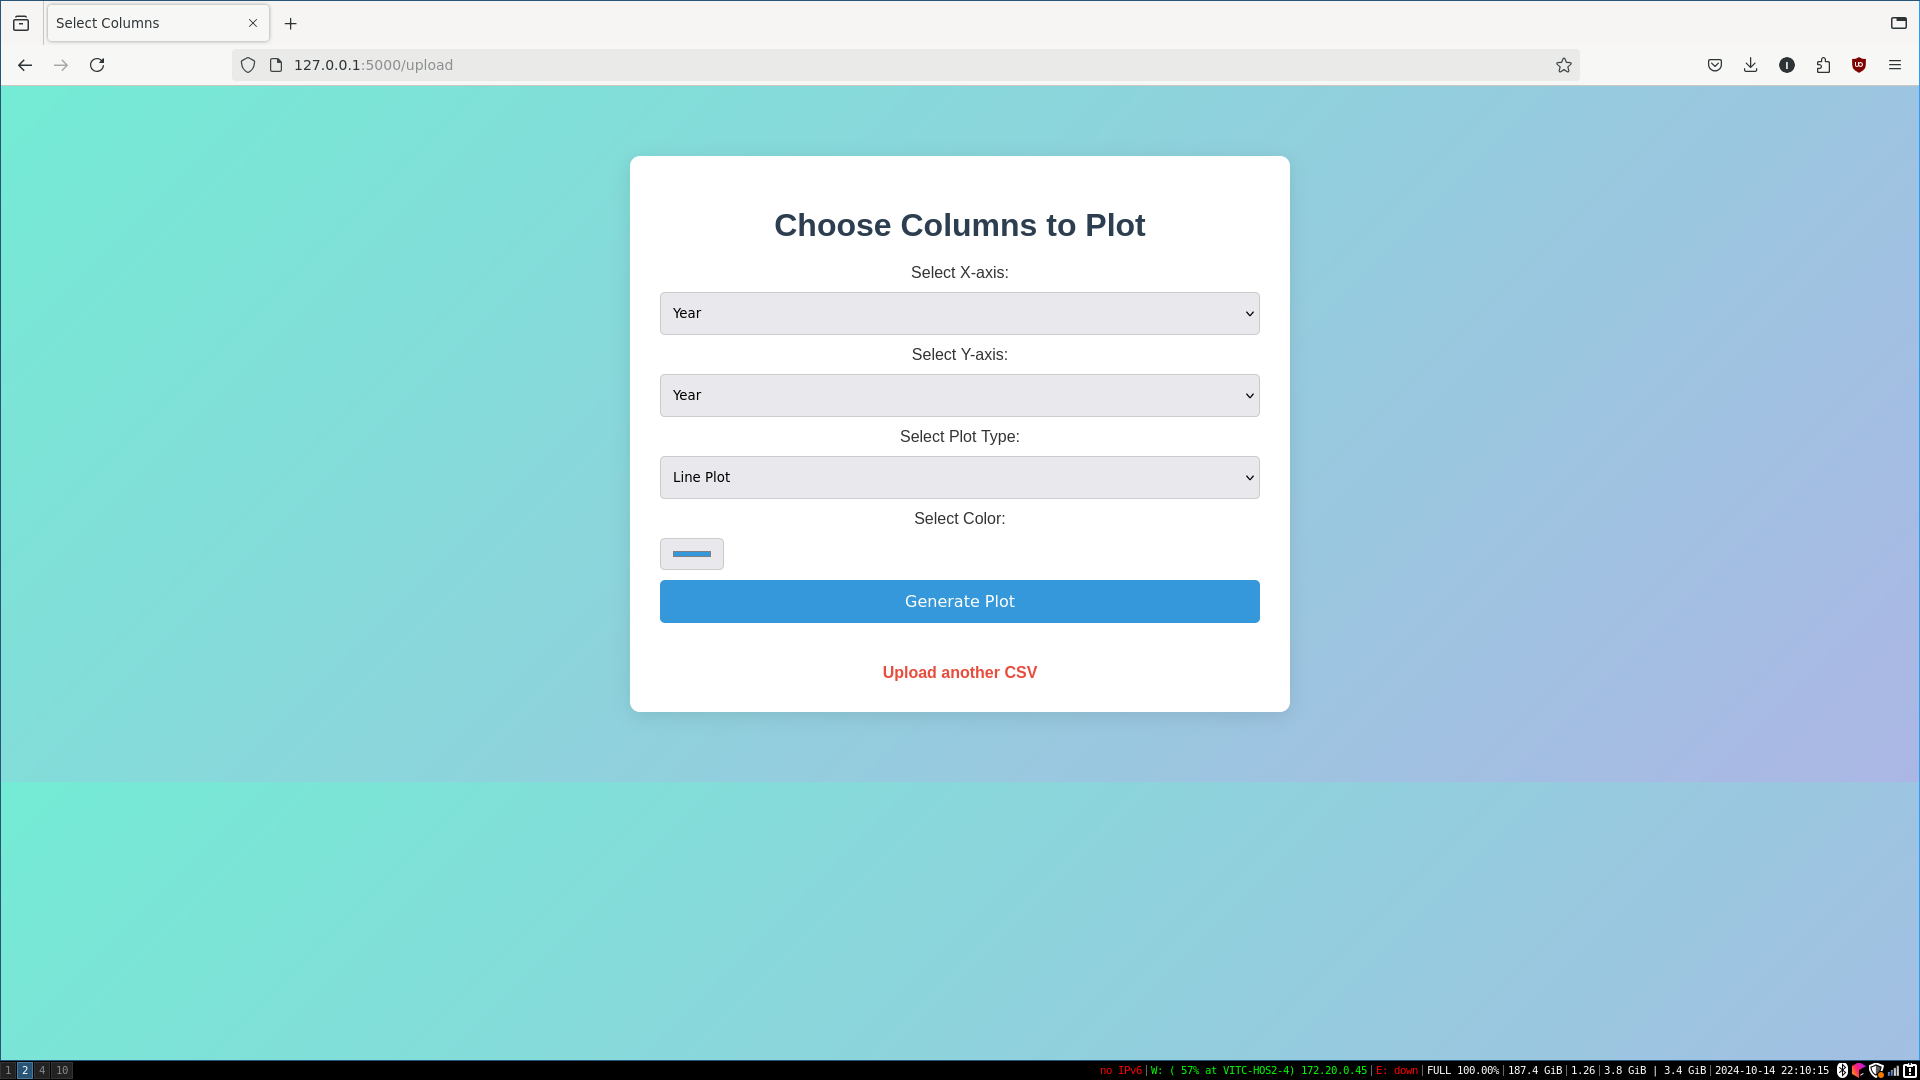 Select Columns
127.0.0.1:5000/upload
Choose Columns to Plot
Select X-axis:
Year
Select Y-axis:
Year
Select Plot Type:
Line Plot
Select Color:
Generate Plot
Upload another CSV
1 2 4 10 no IPv6|W: ( 57% at VITC-HOS2-4) 172.20.0.45|E: down|FULL 100.00%|187.4 GiB|1.26|3.8 GiB | 3.4 GiB|2024-10-14 22:10:15